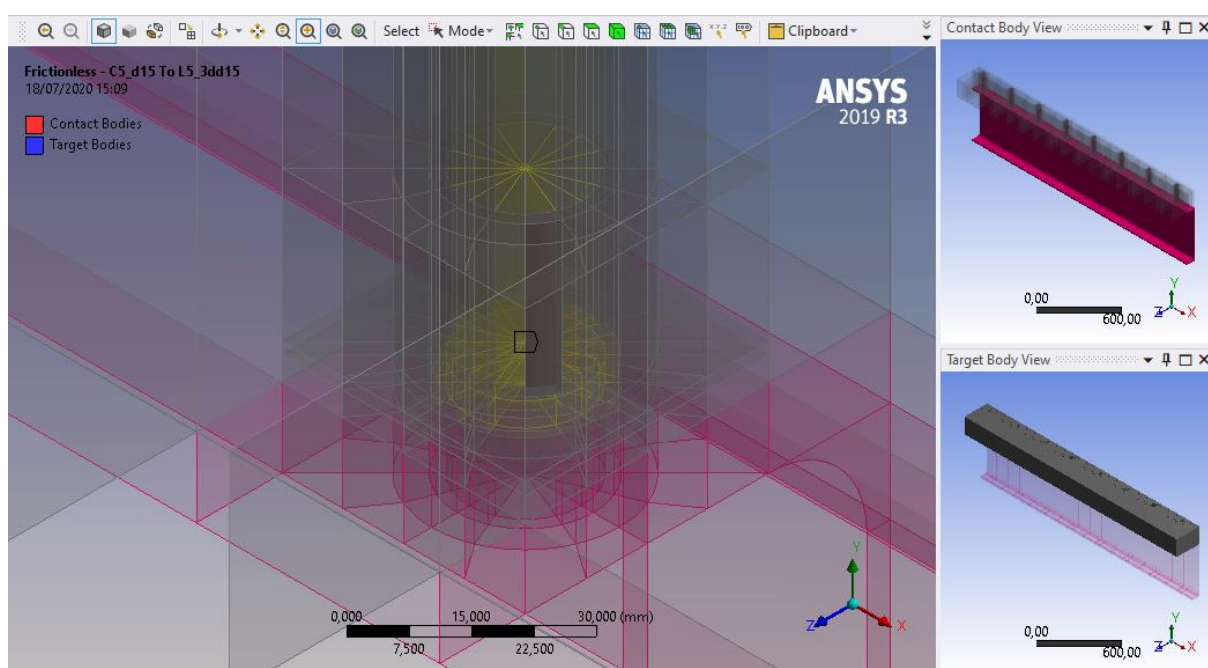 Select Mode Clipboard
Frictionless - C5_d15 To L5_3dd15
18/07/2020 15:09
Contact Bodies
Target Bodies
ANSYS
2019 R3
0,000 15,000 30,000 (mm)
7,500 22,500
Y
Z X
Contact Body View
0,00
600,00
Y
Z X
Target Body View
0,00
600,00
Y
Z X